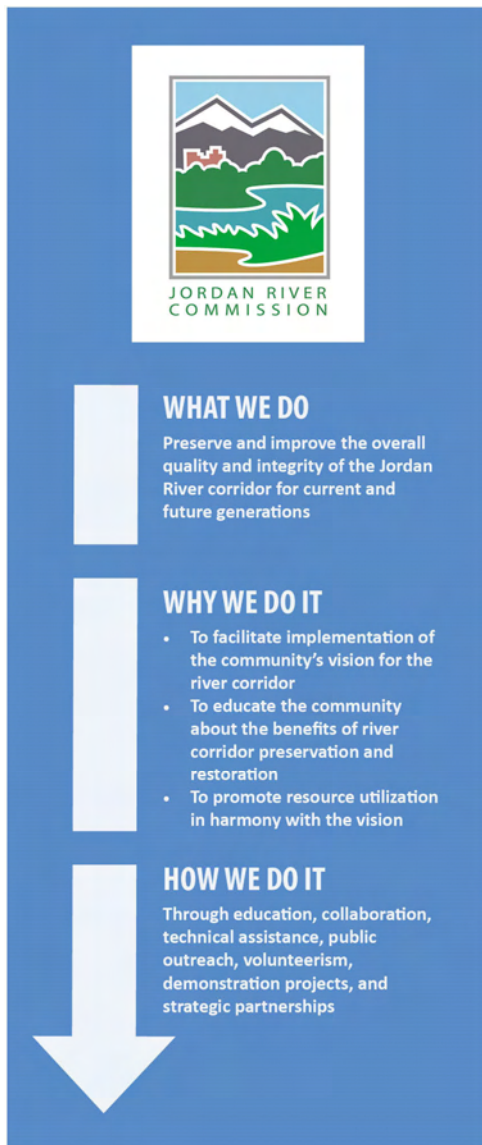 JORDAN RIVER
COMMISSION
WHAT WE DO
Preserve and improve the overall
quality and integrity of the Jordan
River corridor for current and
future generations
WHY WE DO IT
• To facilitate implementation of
the community's vision for the
river corridor
• To educate the community
about the benefits of river
corridor preservation and
restoration
• To promote resource utilization
in harmony with the vision
HOW WE DO IT
Through education, collaboration,
technical assistance, public
outreach, volunteerism,
demonstration projects, and
strategic partnerships